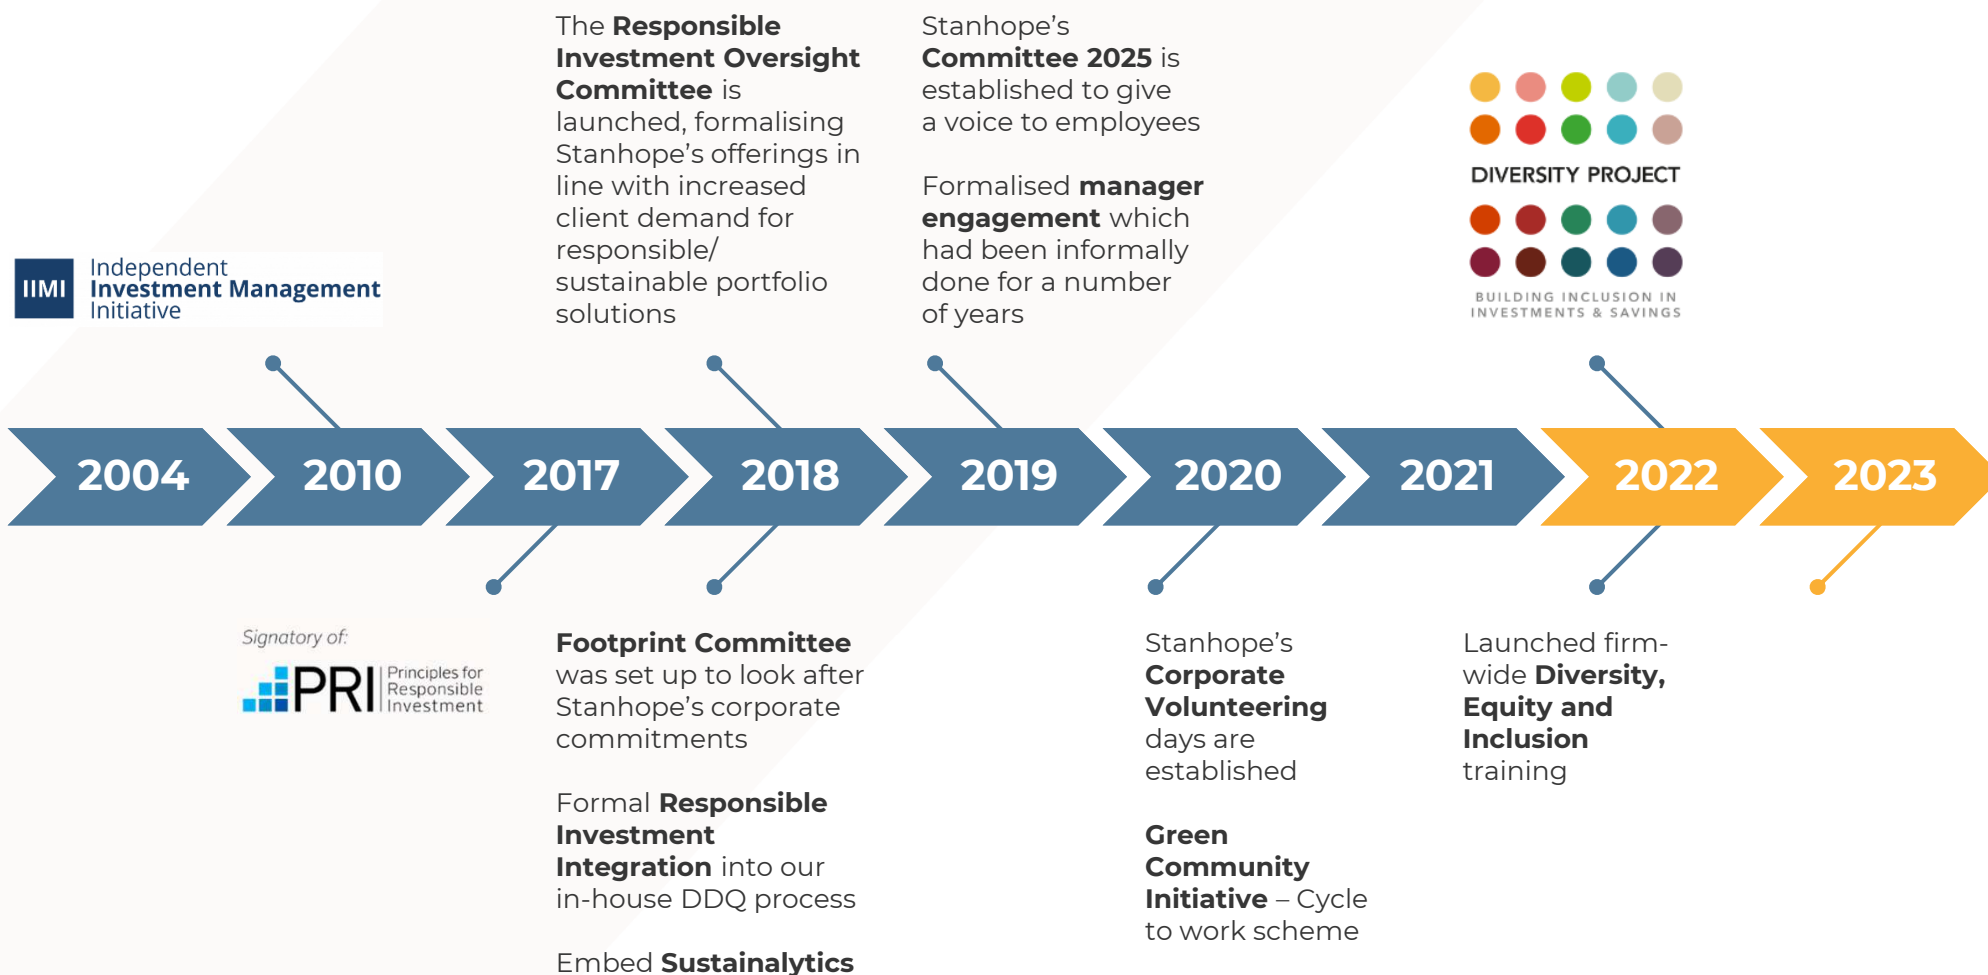 The Responsible
Investment Oversight
Committee is
launched, formalising
Stanhope's offerings in
line with increased
client demand for
responsible/
sustainable portfolio
solutions
Stanhope's
Committee 2025 is
established to give
a voice to employees
Formalised manager
engagement which
had been informally
done for a number
of years
DIVERSITY PROJECT
BUILDING INCLUSION IN
INVESTMENTS & SAVINGS
IIMI
Independent
Investment Management
Initiative
2004
2010
2017
2018
2019
2020
2021
2022
2023
Signatory of:
PRI
Principles for
Responsible
Investment
Footprint Committee
was set up to look after
Stanhope's corporate
commitments
Formal Responsible
Investment
Integration into our
in-house DDQ process
Embed Sustainalytics
Stanhope's
Corporate
Volunteering
days are
established
Green
Community
Initiative – Cycle
to work scheme
Launched firm-
wide Diversity,
Equity and
Inclusion
training